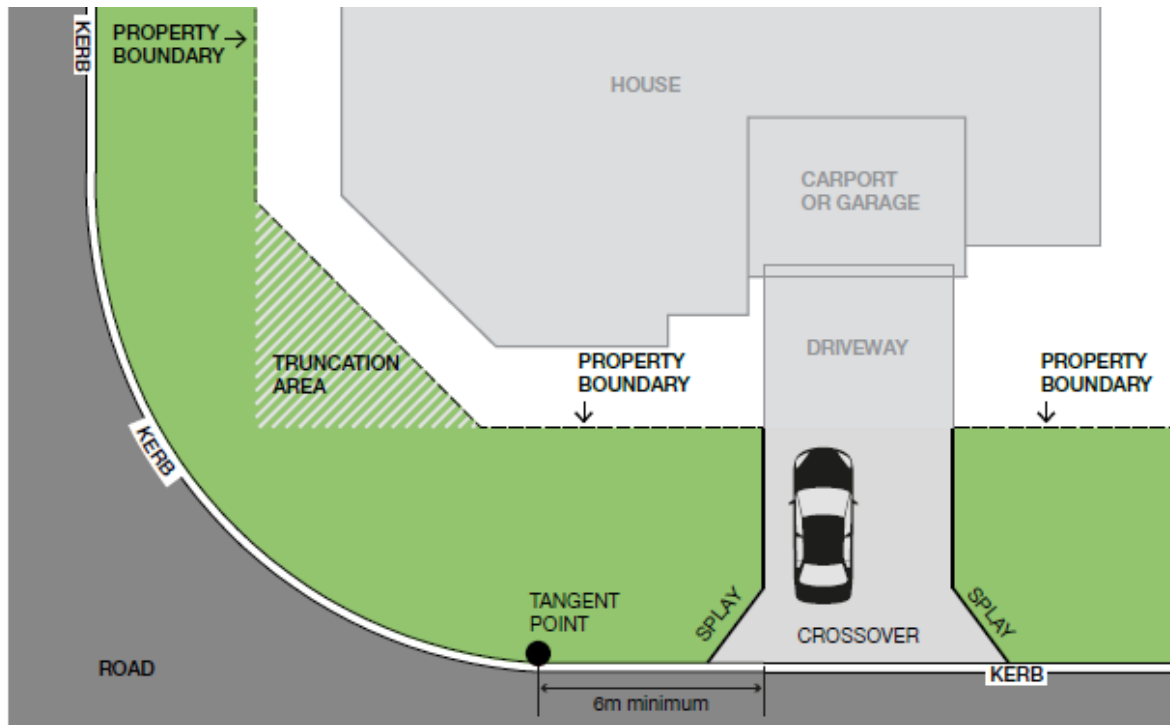 KERB
PROPERTY
BOUNDARY
HOUSE
CARPORT
OR GARAGE
TRUNCATION
AREA
PROPERTY
BOUNDARY
DRIVEWAY
PROPERTY
BOUNDARY
KERB
TANGENT
POINT
SPLAY
CROSSOVER
SPLAY
ROAD
KERB
6m minimum